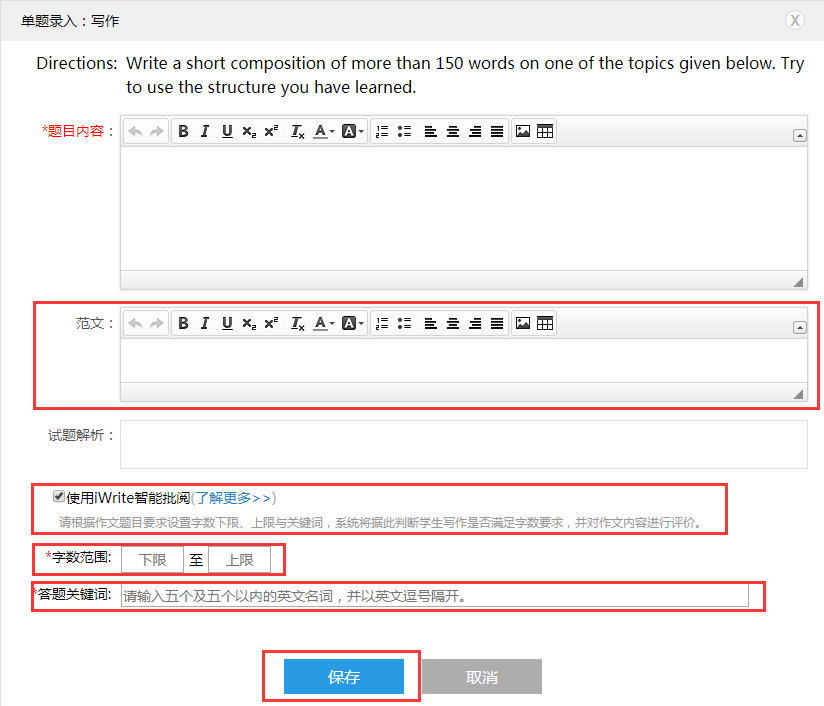 单题录入：写作
X
Directions: Write a short composition of more than 150 words on one of the topics given below. Try
to use the structure you have learned.
*题目内容：
范文：
试题解析：
使用iWrite智能批阅(了解更多>>)
请根据作文题目要求设置字数下限、上限与关键词，系统将据此判断学生写作是否满足字数要求，并对作文内容进行评价。
*字数范围: 下限 至 上限
*答题关键词: 请输入五个及五个以内的英文名词，并以英文逗号隔开。
保存 取消